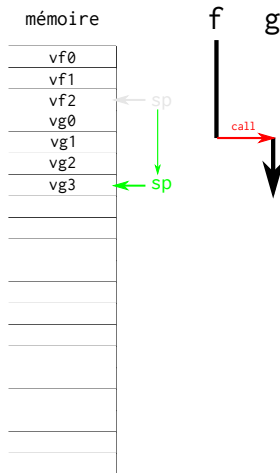 mémoire
f g
vf0
vf1
vf2 sp
vg0
call
vg1
vg2
vg3 sp